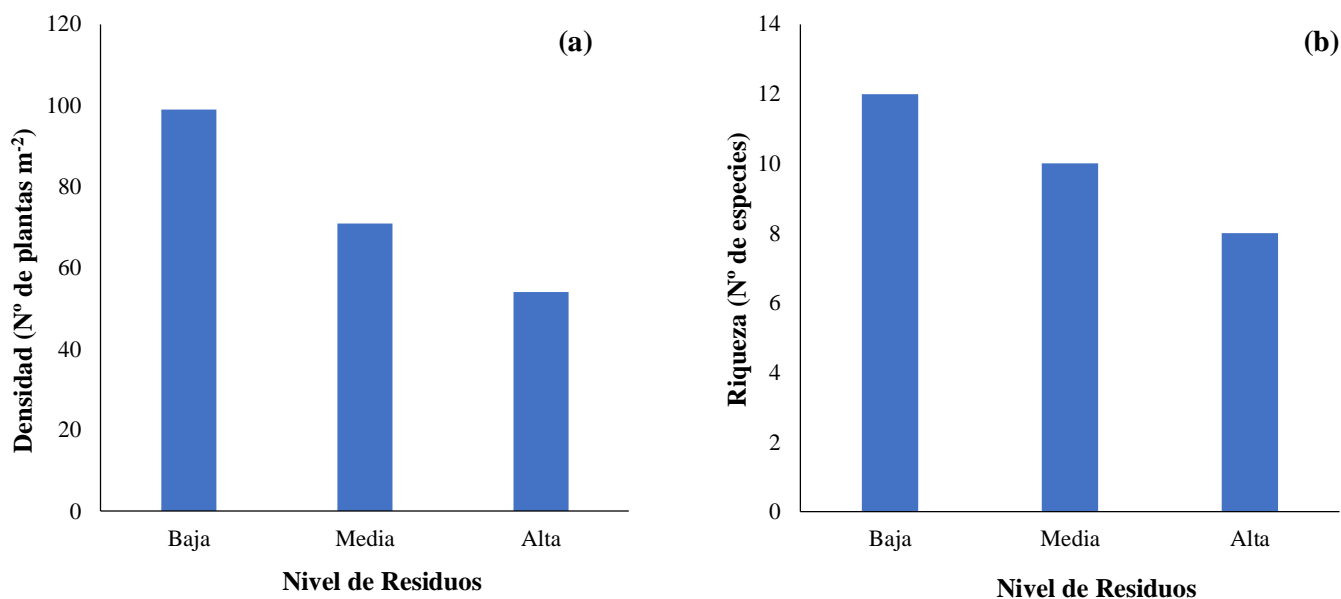 (a)
Densidad (Nº de plantas m-2)
120
100
80
60
40
20
0
Baja Media Alta
Nivel de Residuos
(b)
Riqueza (Nº de especies)
14
12
10
8
6
4
2
0
Baja Media Alta
Nivel de Residuos